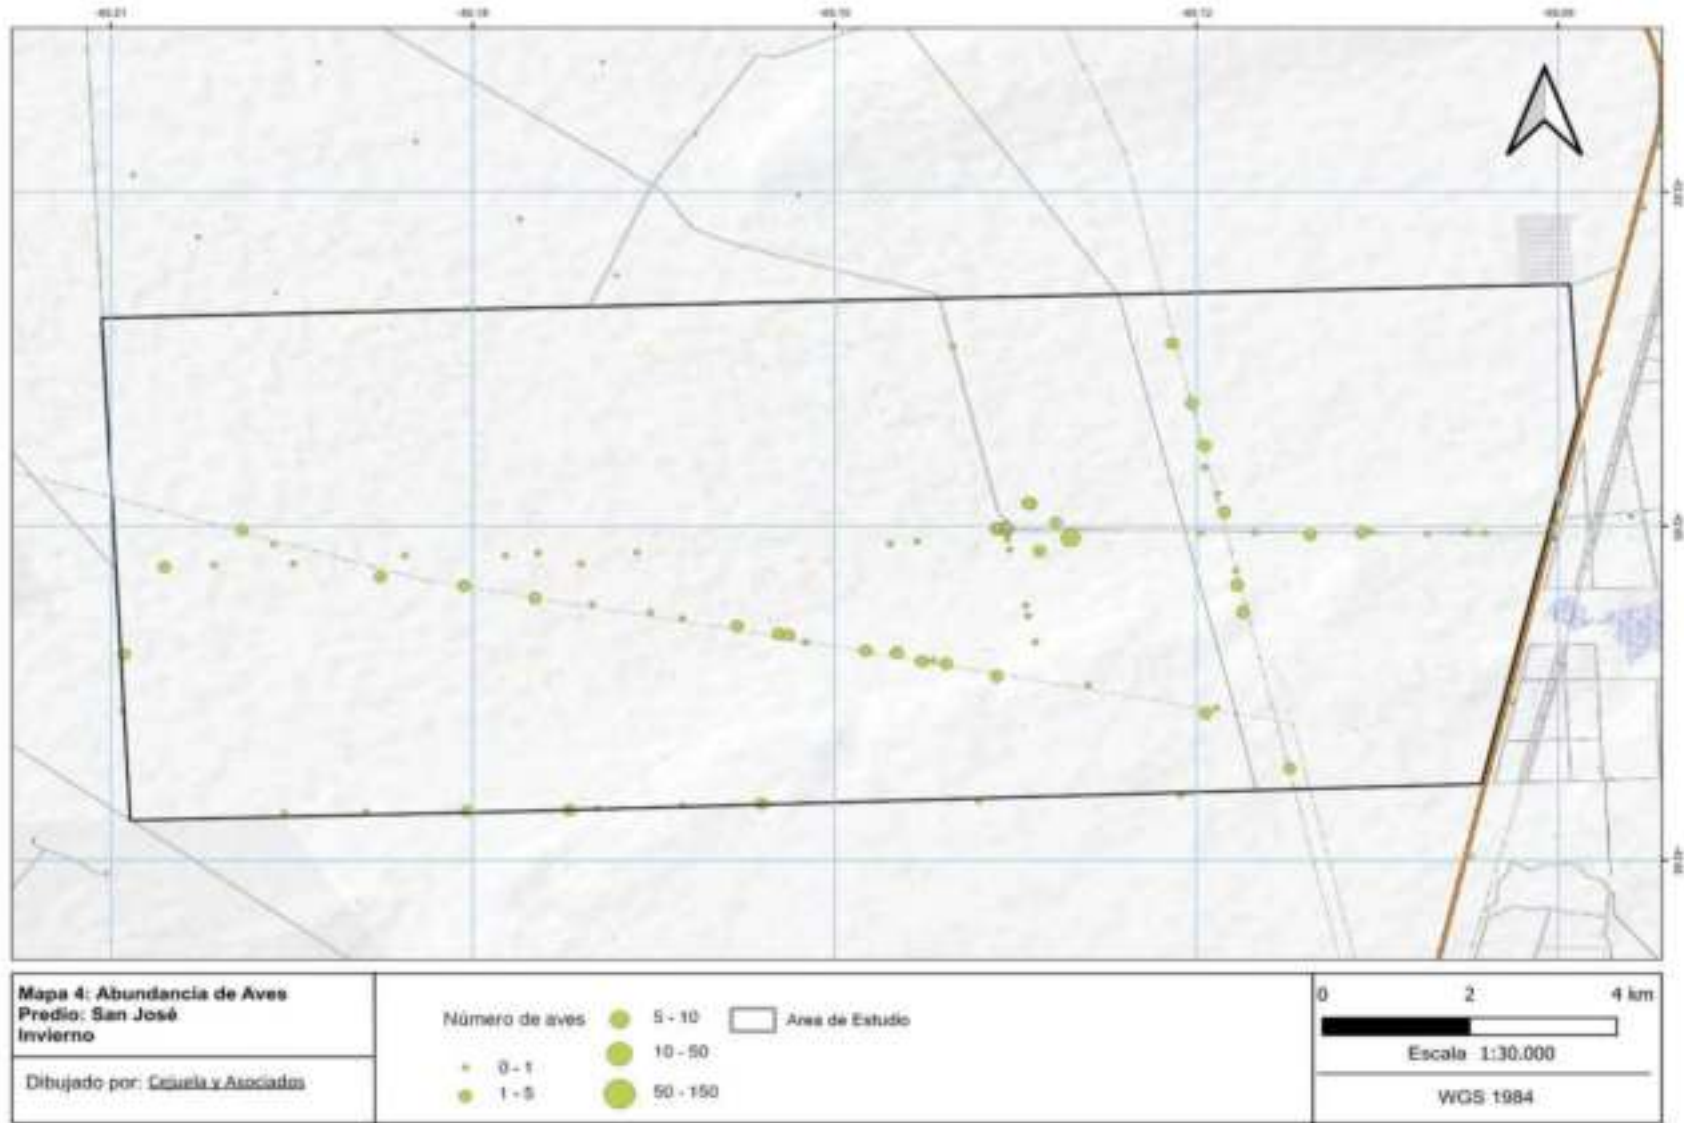 Mapa 4: Abundancia de Aves
Predio: San José
Invierno
Dibujado por: Cejuela y Asociados
Número de aves
0 - 1
1 - 5
5 - 10
10 - 50
50 - 150
Area de Estudio
0 2 4 km
Escala 1:30.000
WGS 1984